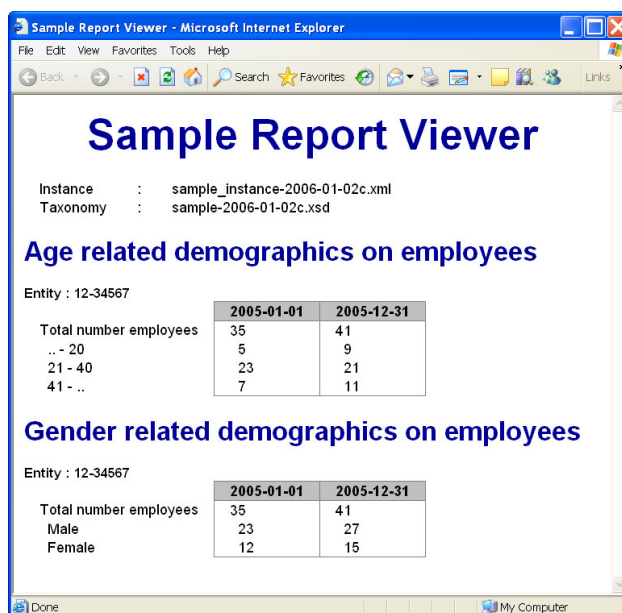 Sample Report Viewer - Microsoft Internet Explorer
File Edit View Favorites Tools Help
Back Search Favorites Links
Sample Report Viewer
Instance : sample_instance-2006-01-02c.xml
Taxonomy : sample-2006-01-02c.xsd
Age related demographics on employees
Entity : 12-34567
2005-01-01 2005-12-31
Total number employees 35 41
.. - 20 5 9
21 - 40 23 21
41 - .. 7 11
Gender related demographics on employees
Entity : 12-34567
2005-01-01 2005-12-31
Total number employees 35 41
Male 23 27
Female 12 15
Done My Computer